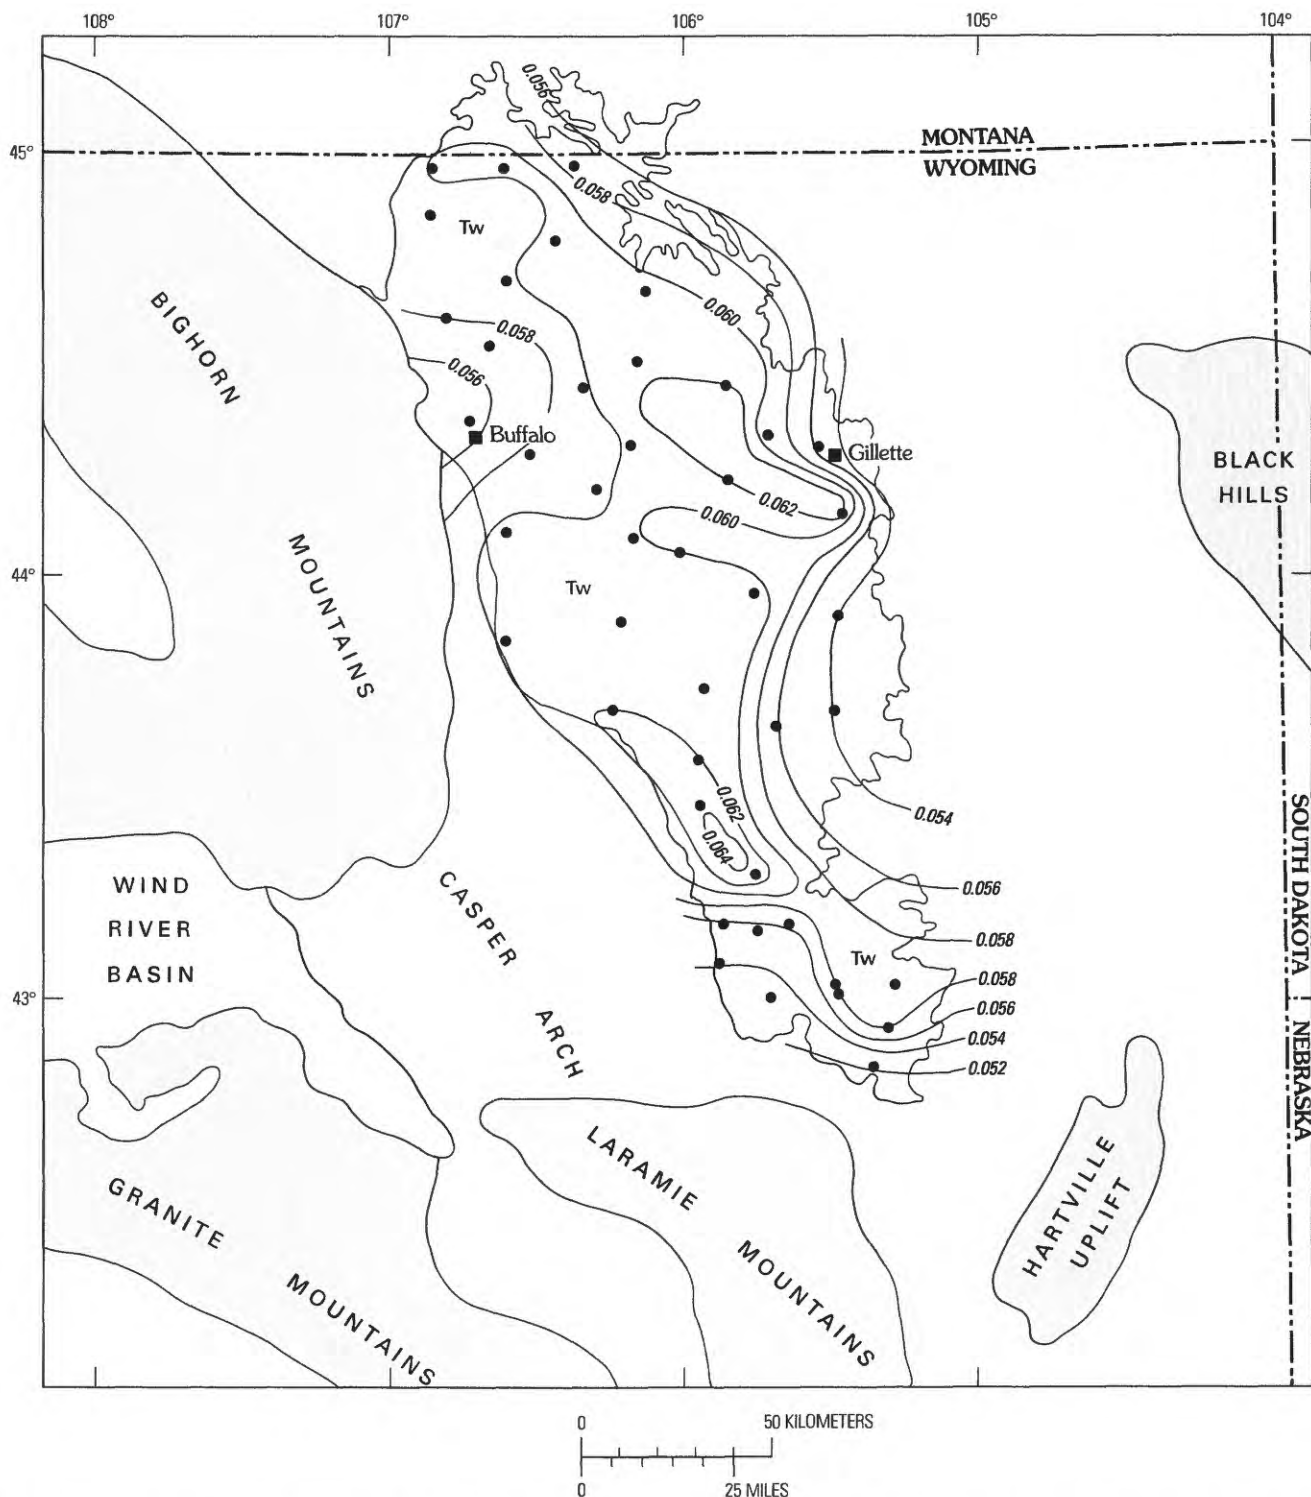 108° 107° 106° 105° 104°
0.056
45°
MONTANA
WYOMING
0.058
Tw
0.060
0.058
BIGHORN
0.056
Buffalo
Gillette
BLACK
HILLS
0.062
0.060
MOUNTAINS
44°
Tw
0.062
0.054
0.064
SOUTH DAKOTA
NEBRASKA
WIND
RIVER
BASIN
CASPER
ARCH
0.056
0.058
Tw
0.058
43°
0.056
0.054
0.052
LARAMIE
MOUNTAINS
HARTVILLE
UPLIFT
GRANITE
MOUNTAINS
0 50 KILOMETERS
0 25 MILES